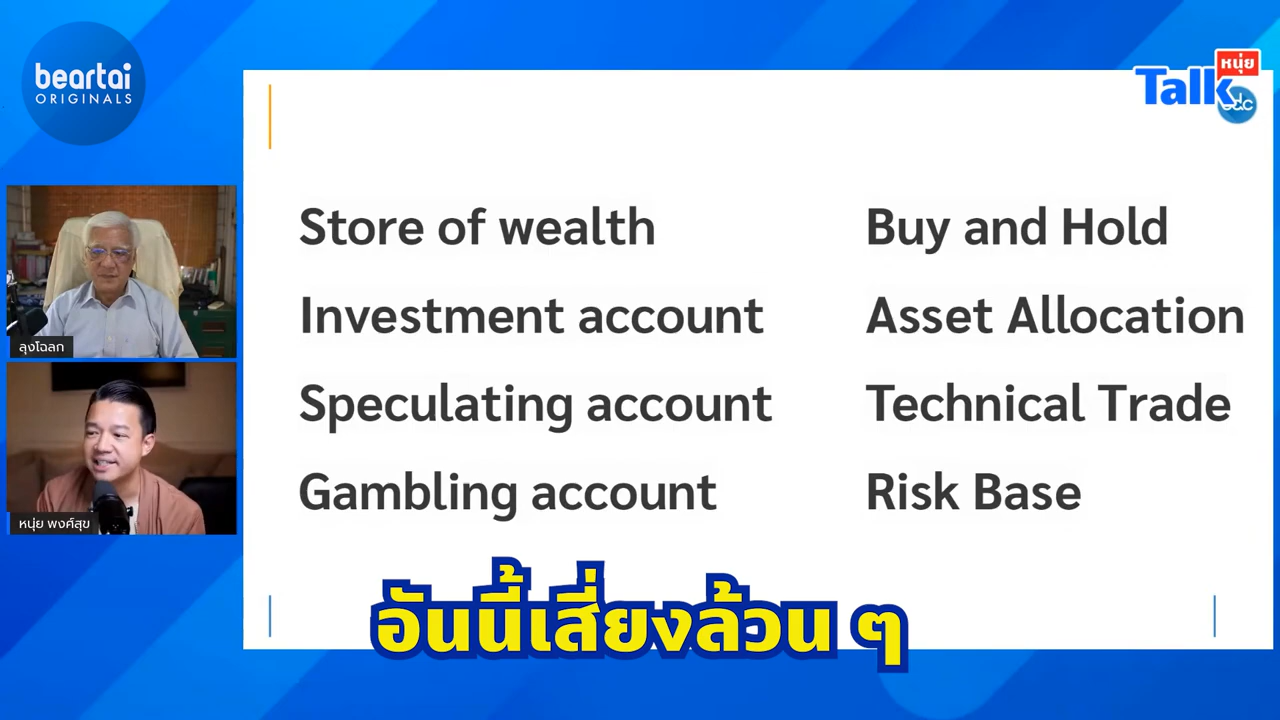 beartai
ORIGINALS
หนุ่ย
Talk
Store of wealth
Buy and Hold
Investment account
Asset Allocation
Speculating account
Technical Trade
Gambling account
Risk Base
ลุงโฉลก
หนุ่ย พงศ์สุข
อันนี้เสี่ยงล้วน ๆ